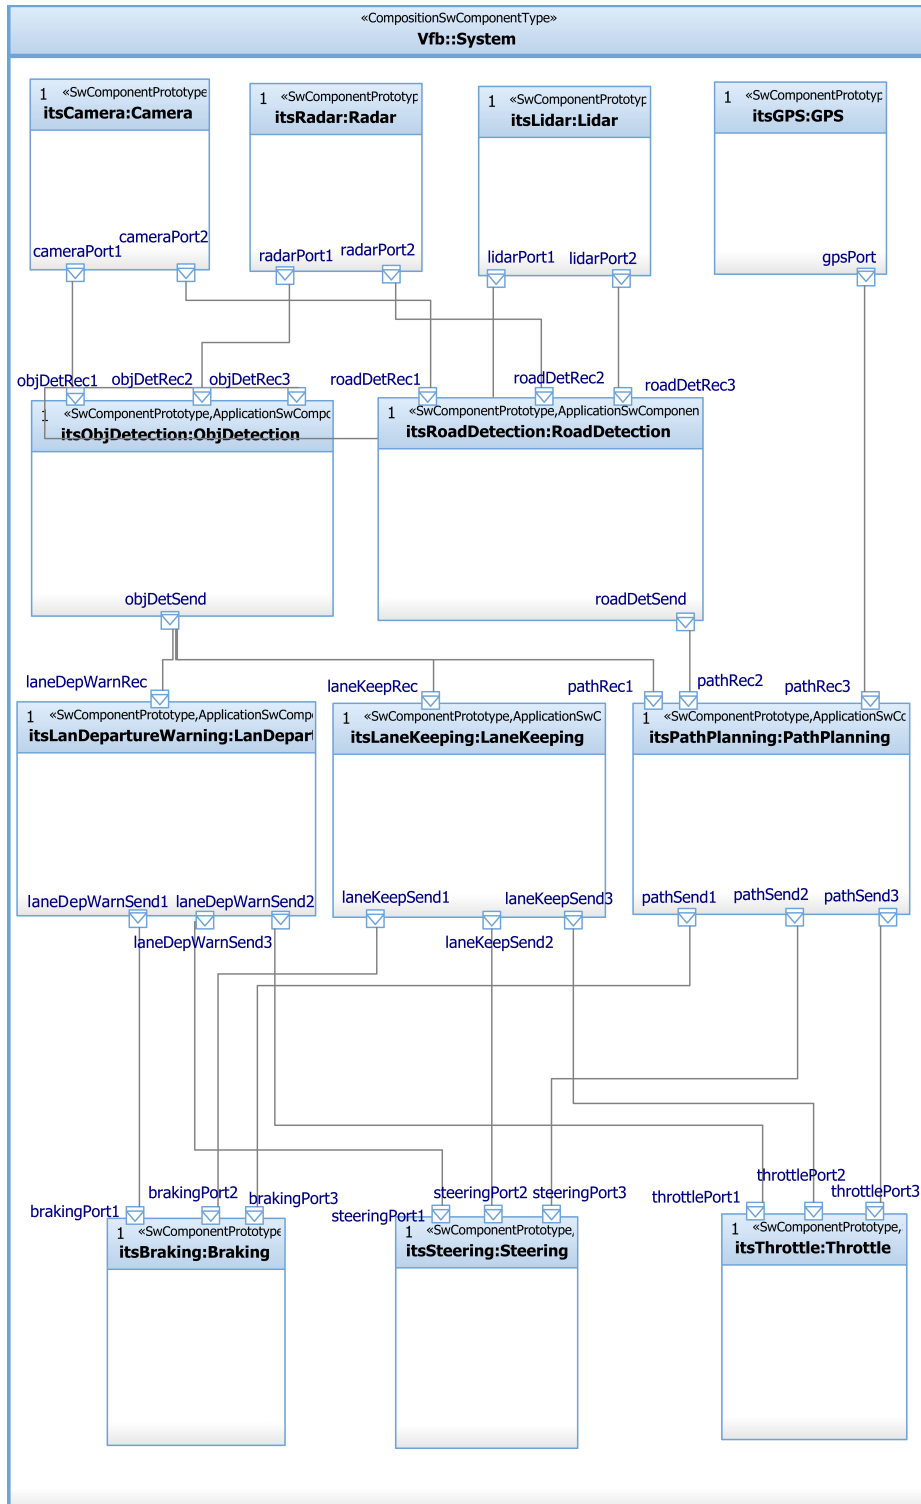 «CompositionSwComponentType»
Vfb::System
1 «SwComponentPrototype
itsCamera:Camera
1 «SwComponentPrototyp
itsRadar:Radar
1 «SwComponentPrototyp
itsLidar:Lidar
1 «SwComponentPrototyp
itsGPS:GPS
cameraPort1
cameraPort2
radarPort1
radarPort2
lidarPort1
lidarPort2
gpsPort
objDetRec1
objDetRec2
objDetRec3
roadDetRec1
roadDetRec2
roadDetRec3
1 «SwComponentPrototype,ApplicationSwCompo
itsObjDetection:ObjDetection
1 «SwComponentPrototype,ApplicationSwComponen
itsRoadDetection:RoadDetection
objDetSend
roadDetSend
laneDepWarnRec
laneKeepRec
pathRec1
pathRec2
pathRec3
1 «SwComponentPrototype,ApplicationSwCompo
itsLanDepartureWarning:LanDepart
1 «SwComponentPrototype,ApplicationSwC
itsLaneKeeping:LaneKeeping
1 «SwComponentPrototype,ApplicationSwCo
itsPathPlanning:PathPlanning
laneDepWarnSend1
laneDepWarnSend2
laneDepWarnSend3
laneKeepSend1
laneKeepSend3
laneKeepSend2
pathSend1
pathSend2
pathSend3
brakingPort1
brakingPort2
brakingPort3
steeringPort1
steeringPort2
steeringPort3
throttlePort1
throttlePort2
throttlePort3
1 «SwComponentPrototype
itsBraking:Braking
1 «SwComponentPrototype,
itsSteering:Steering
1 «SwComponentPrototype,
itsThrottle:Throttle